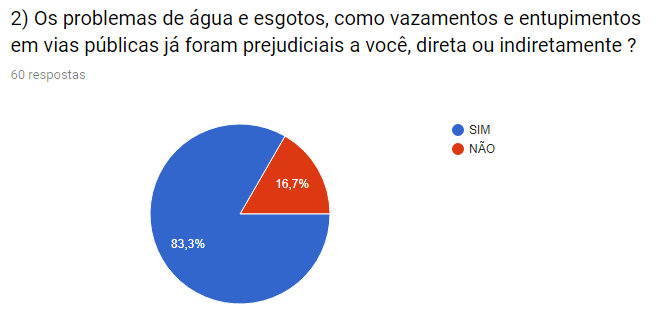 2) Os problemas de água e esgotos, como vazamentos e entupimentos
em vias públicas já foram prejudiciais a você, direta ou indiretamente ?
60 respostas
SIM
NÃO
16,7%
83,3%